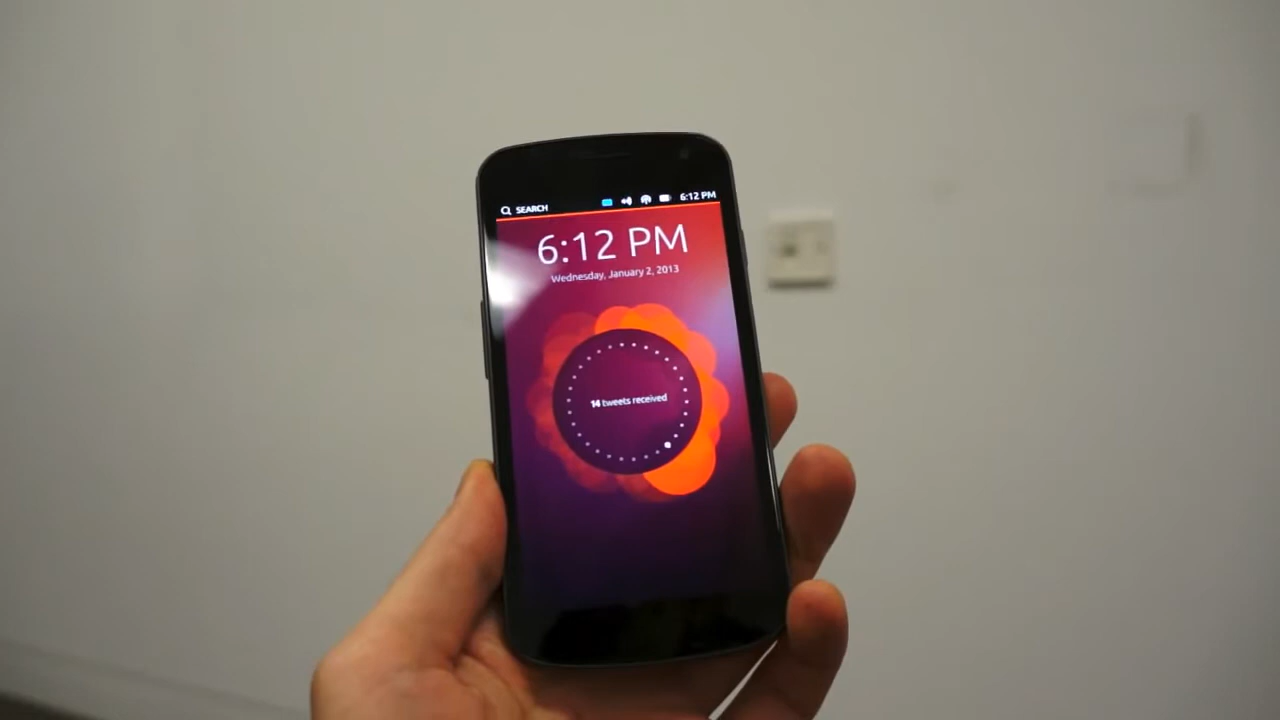 SEARCH 6:12 PM
6:12 PM
Wednesday, January 2, 2013
14 tweets received